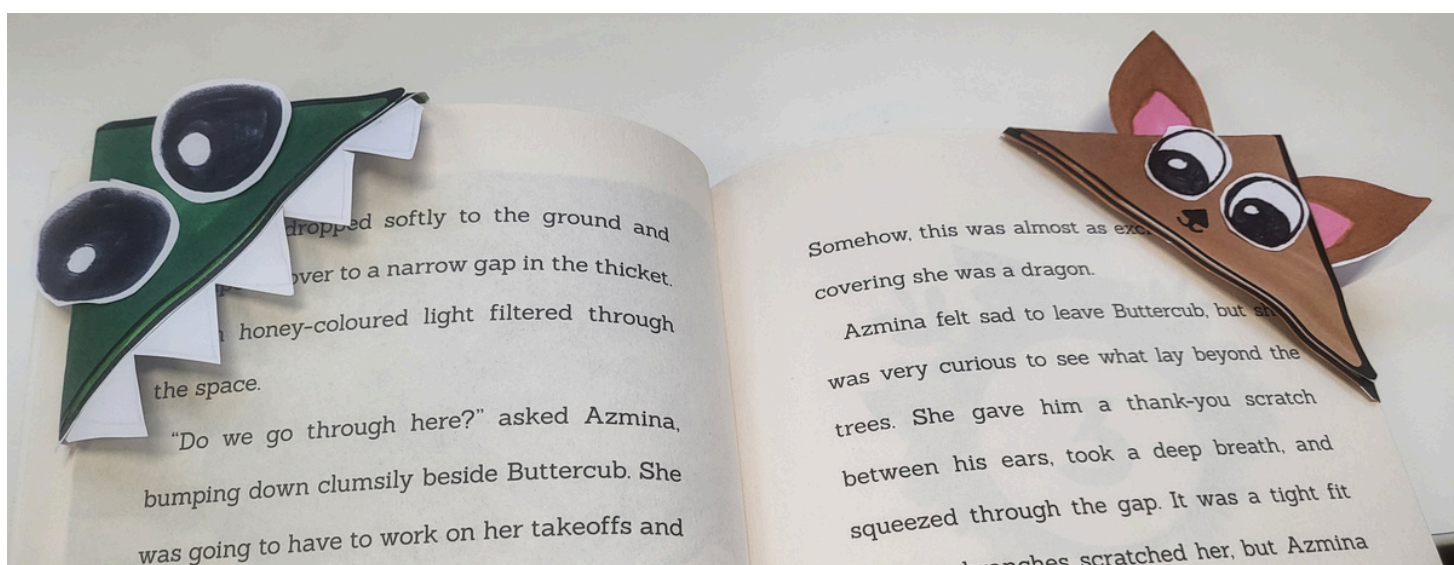 dropped softly to the ground and
over to a narrow gap in the thicket.
honey-coloured light filtered through
the space.
“Do we go through here?” asked Azmina,
bumping down clumsily beside Buttercub. She
was going to have to work on her takeoffs and
Somehow, this was almost as
covering she was a dragon.
Azmina felt sad to leave Buttercub, but
was very curious to see what lay beyond the
trees. She gave him a thank-you scratch
between his ears, took a deep breath, and
squeezed through the gap. It was a tight fit
scratched her, but Azmina